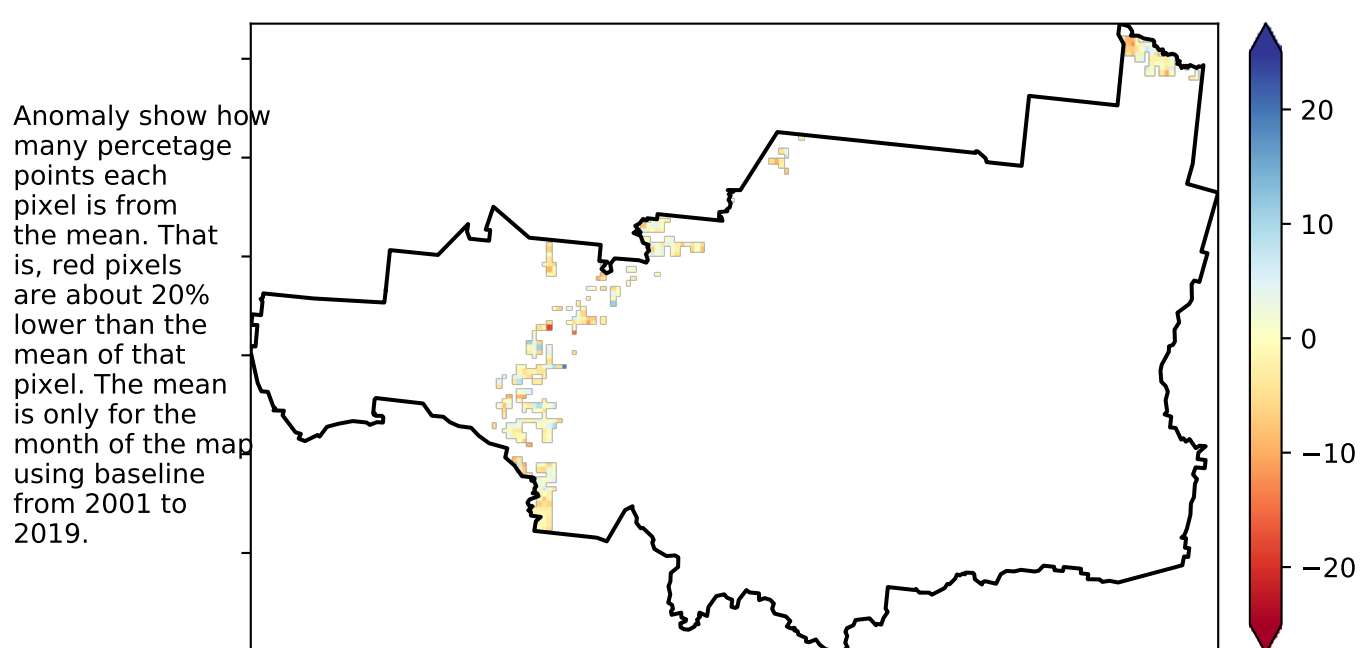 Anomaly show how
many percetage
points each
pixel is from
the mean. That
is, red pixels
are about 20%
lower than the
mean of that
pixel. The mean
is only for the
month of the map
using baseline
from 2001 to
2019.
20
10
0
−10
−20